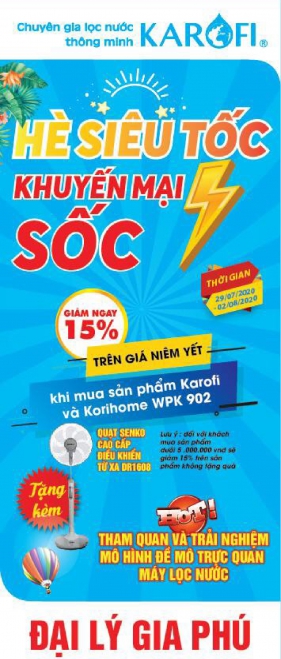 Chuyên gia lọc nước
thông minh
KAROFI®
HÈ SIÊU TỐC
KHUYẾN MẠI
SỐC
THỜI GIAN
29/07/2020
-02/08/2020
GIẢM NGAY
15%
TRÊN GIÁ NIÊM YẾT
khi mua sản phẩm Karofi
và Korihome WPK 902
QUẠT SENKO
CAO CẤP
ĐIỀU KHIỂN
TỪ XA DR1608
Lưu ý : đối với khách
mua sản phẩm
dưới 5 .000.000 vnđ sẽ
giảm 15% trên sản
phẩm không tặng quà
Tặng
kèm
HOT!
THAM QUAN VÀ TRẢI NGHIỆM
MÔ HÌNH ĐỂ MÔ TRỰC QUAN
MÁY LỌC NƯỚC
ĐẠI LÝ GIA PHÚ